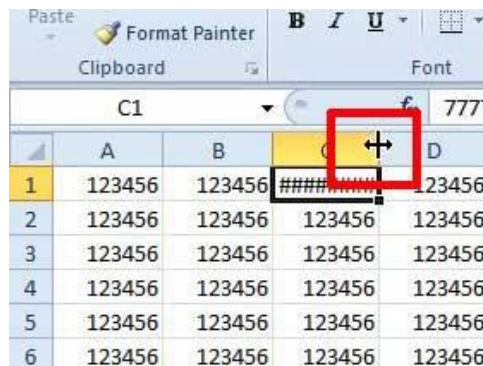 Paste
Format Painter
B I U
Clipboard
Font
C1
777
A B C D
1 123456 123456 ######## 123456
2 123456 123456 123456 123456
3 123456 123456 123456 123456
4 123456 123456 123456 123456
5 123456 123456 123456 123456
6 123456 123456 123456 123456